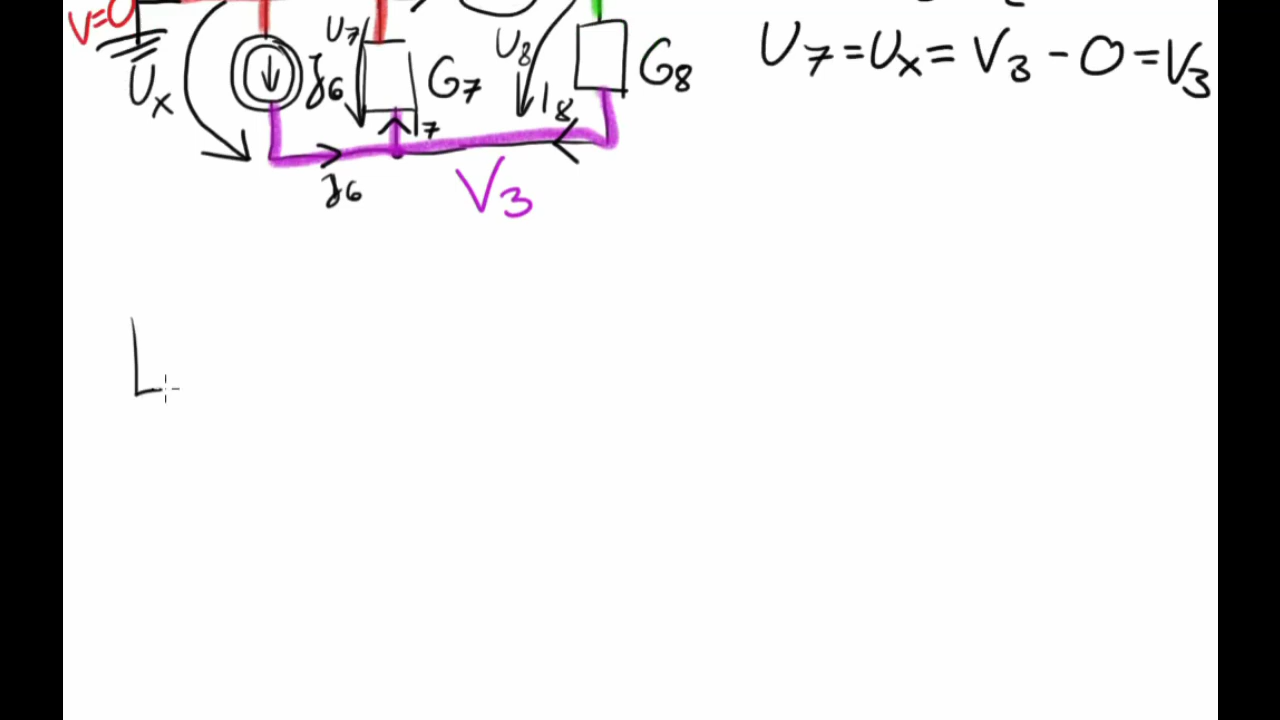 V=0
U₇
U₈
U₇ = Uₓ = V₃ - 0 = V₃
Uₓ
J₆
G₇
G₈
I₇
I₈
J₆
V₃
L